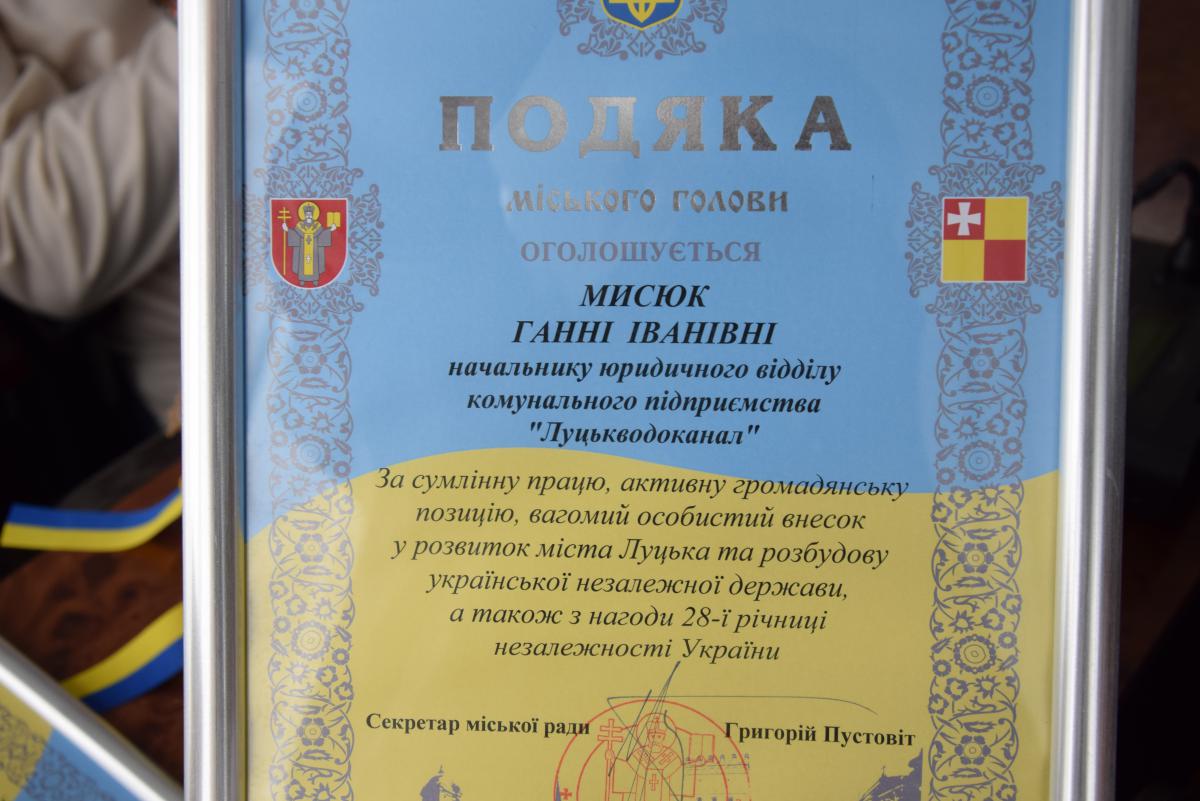 ПОДЯКА
МІСЬКОГО ГОЛОВИ
ОГОЛОШУЄТЬСЯ
МИСЮК
ГАННІ ІВАНІВНІ
начальнику юридичного відділу
комунального підприємства
"Луцькводоканал"
За сумлінну працю, активну громадянську
позицію, вагомий особистий внесок
у розвиток міста Луцька та розбудову
української незалежної держави,
а також з нагоди 28-ї річниці
незалежності України
Секретар міської ради Григорій Пустовіт